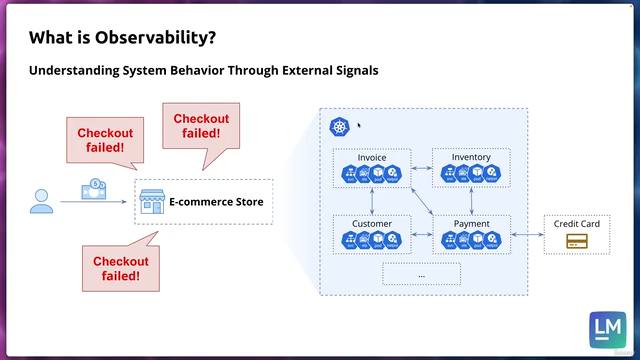 What is Observability?
Understanding System Behavior Through External Signals
Checkout
failed!
Checkout
failed!
E-commerce Store
Checkout
failed!
Invoice
Inventory
Customer
Payment
Credit Card
...
LM